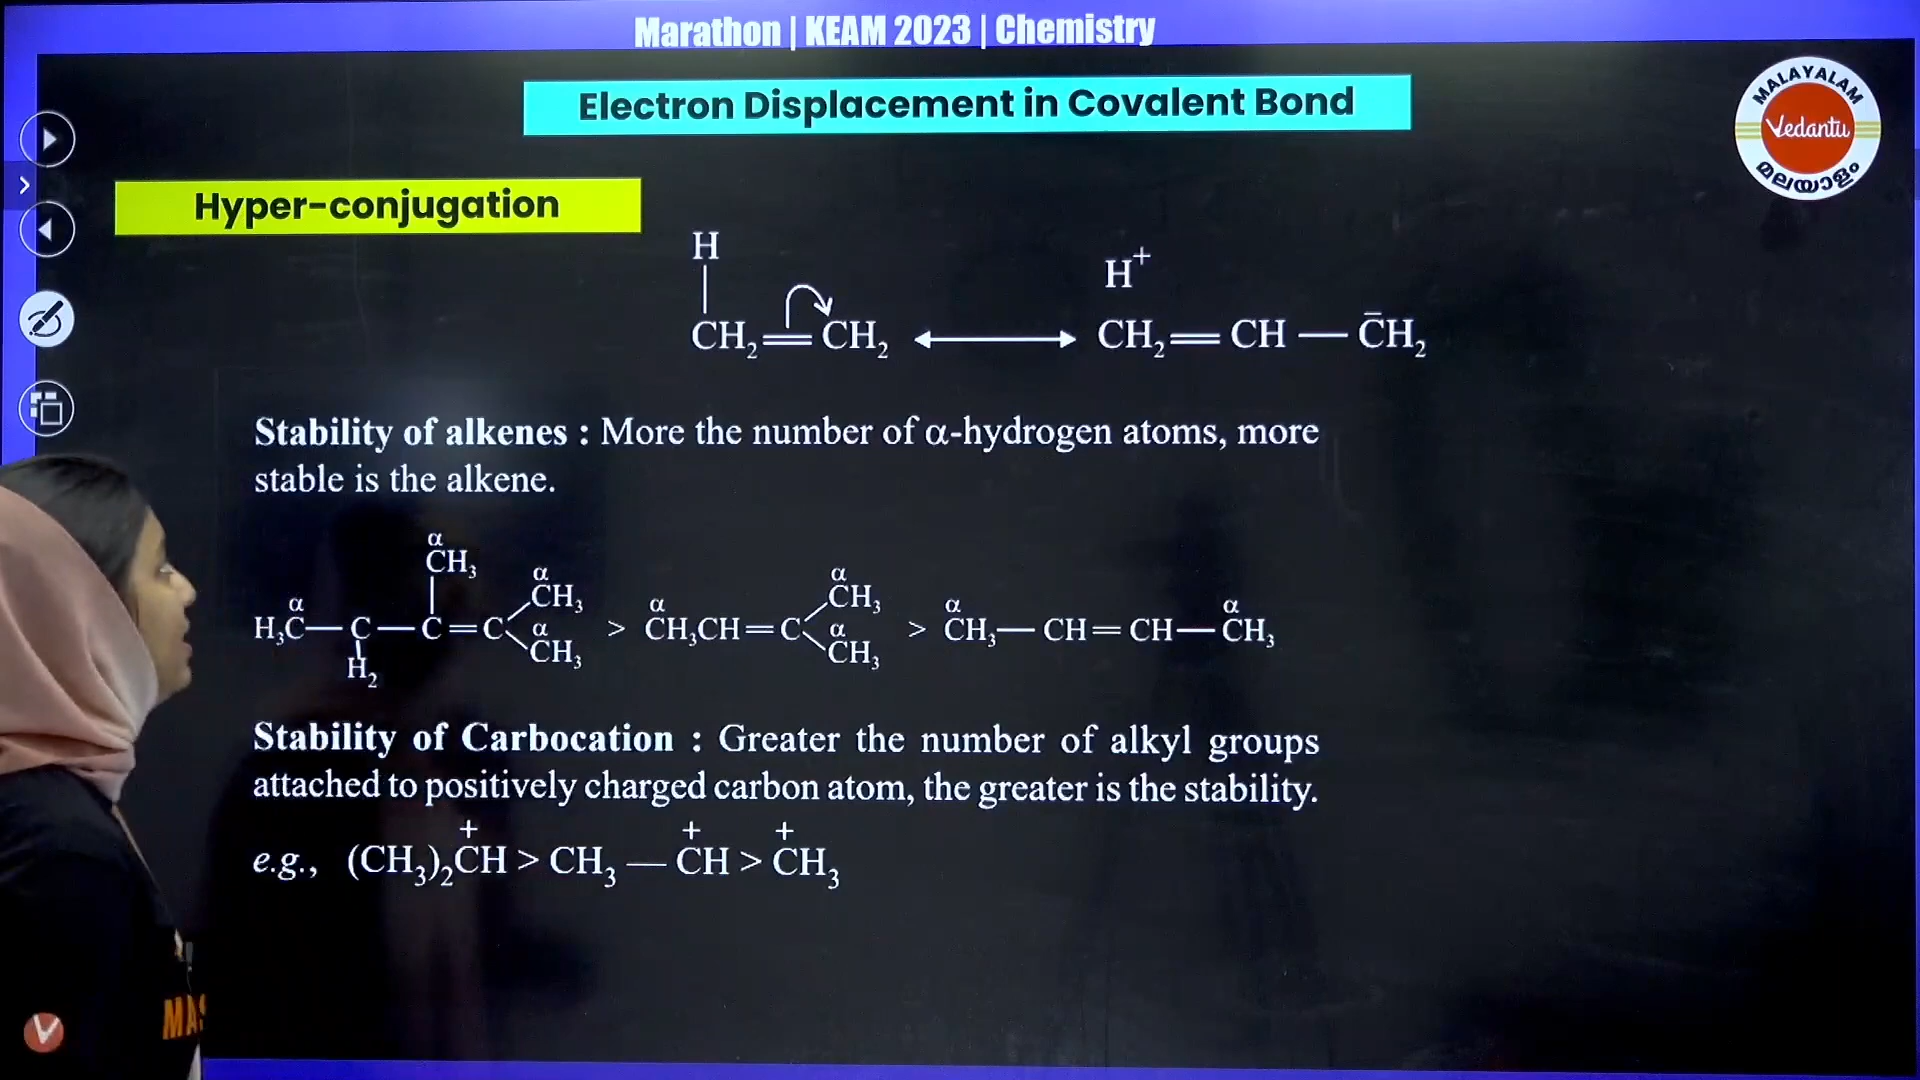 Marathon | KEAM 2023 | Chemistry
Electron Displacement in Covalent Bond
MALAYALAM
Vedantu
മലയാളം
Hyper-conjugation
H
H⁺
CH₂=CH₂ ⟷ CH₂=CH—C̄H₂
Stability of alkenes : More the number of α-hydrogen atoms, more
stable is the alkene.
α
CH₃
α α α
CH₃ CH₃
α α α α
H₃C—C—C=C > CH₃CH=C > CH₃—CH=CH—CH₃
α α
CH₃ CH₃
H₂
Stability of Carbocation : Greater the number of alkyl groups
attached to positively charged carbon atom, the greater is the stability.
+ + +
e.g., (CH₃)₂CH > CH₃—CH > CH₃
V